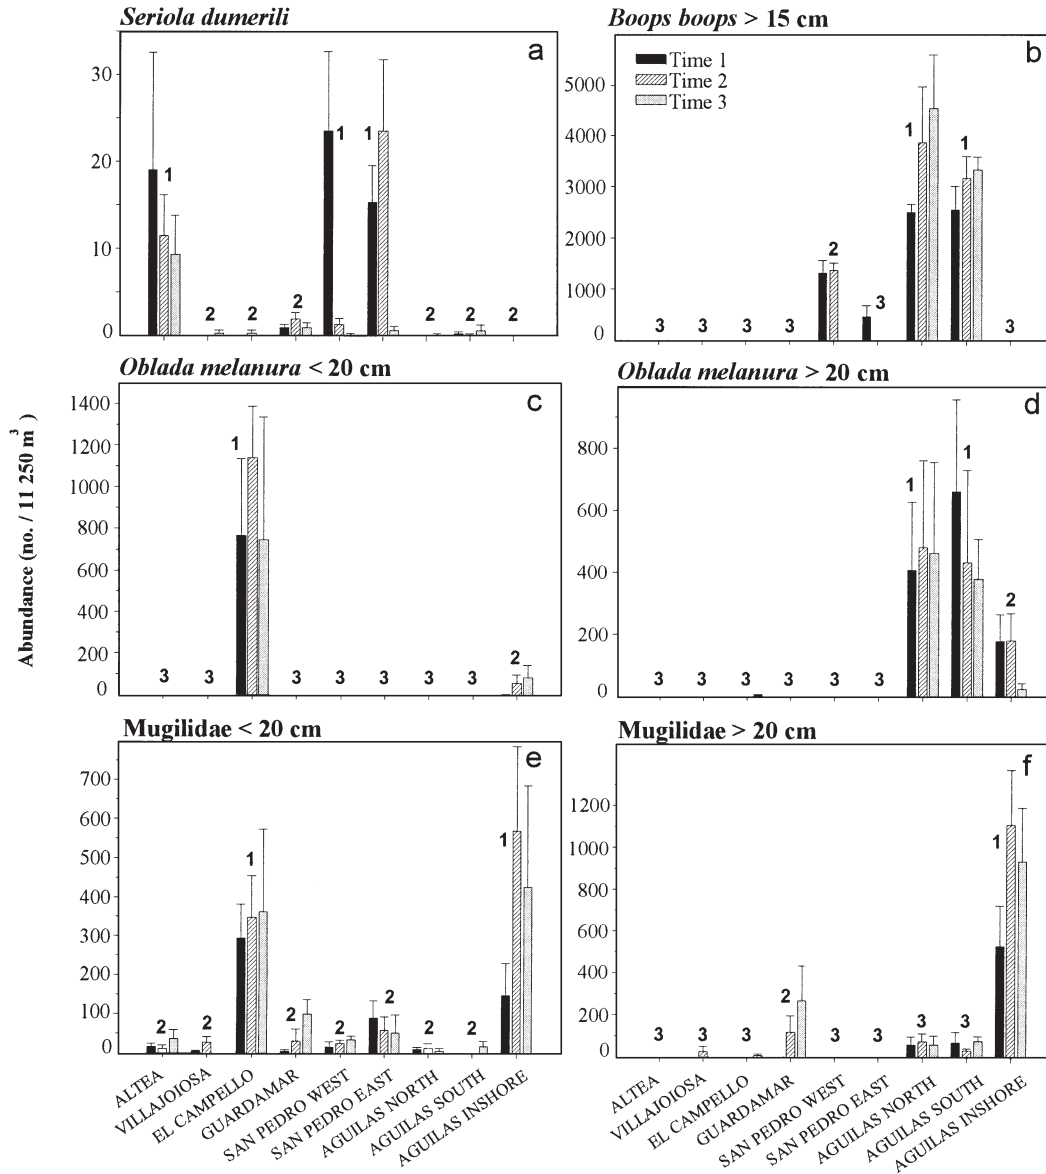 Seriola dumerili
Boops boops > 15 cm
a
30
20
10
0
1
2
2
2
1
1
2
2
2
b
Time 1
Time 2
Time 3
5000
4000
3000
2000
1000
0
3
3
3
3
2
3
1
1
3
Oblada melanura < 20 cm
Oblada melanura > 20 cm
Abundance (no. / 11 250 m³)
c
1400
1200
1000
800
600
400
200
0
3
3
1
3
3
3
3
3
2
d
800
600
400
200
0
3
3
3
3
3
3
1
1
2
Mugilidae < 20 cm
Mugilidae > 20 cm
e
700
600
500
400
300
200
100
0
2
2
1
2
2
2
2
2
1
f
1200
1000
800
600
400
200
0
3
3
3
2
3
3
3
3
1
ALTEA
VILLAJOIOSA
EL CAMPELLO
GUARDAMAR
SAN PEDRO WEST
SAN PEDRO EAST
AGUILAS NORTH
AGUILAS SOUTH
AGUILAS INSHORE
ALTEA
VILLAJOIOSA
EL CAMPELLO
GUARDAMAR
SAN PEDRO WEST
SAN PEDRO EAST
AGUILAS NORTH
AGUILAS SOUTH
AGUILAS INSHORE